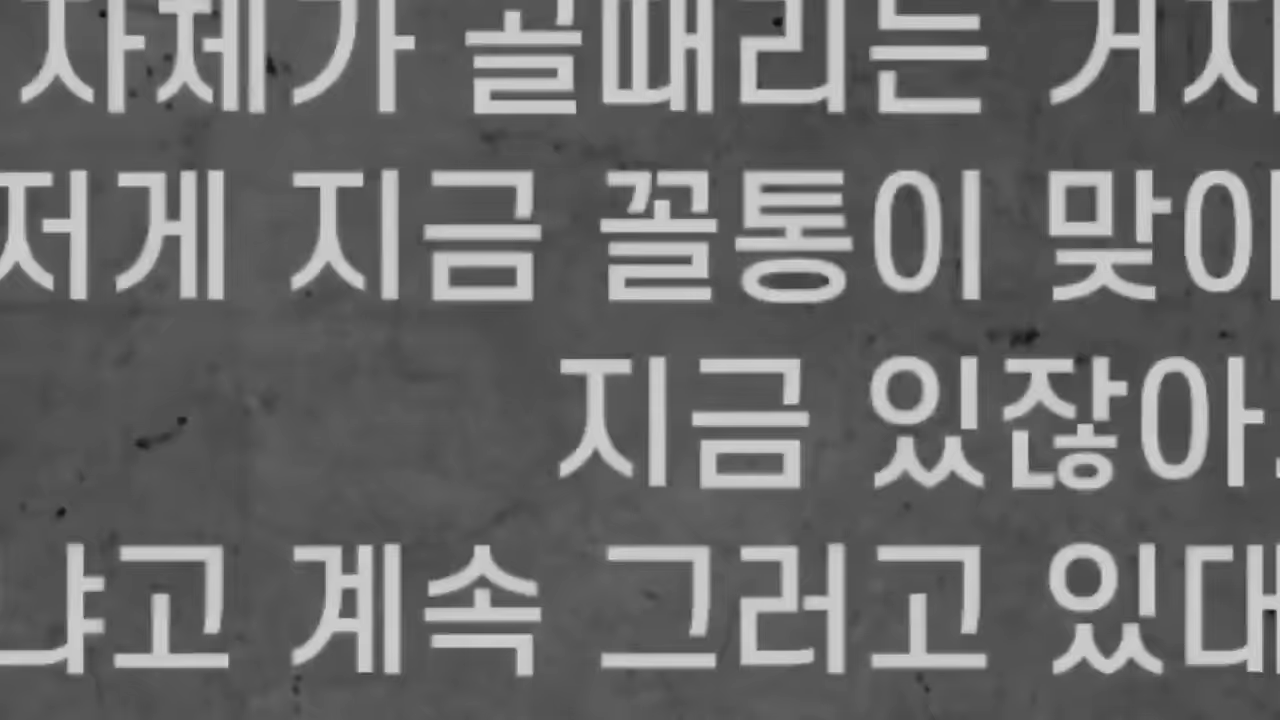 자체가 골때리는 거지
저게 지금 꼴통이 맞아
지금 있잖아
냐고 계속 그러고 있대